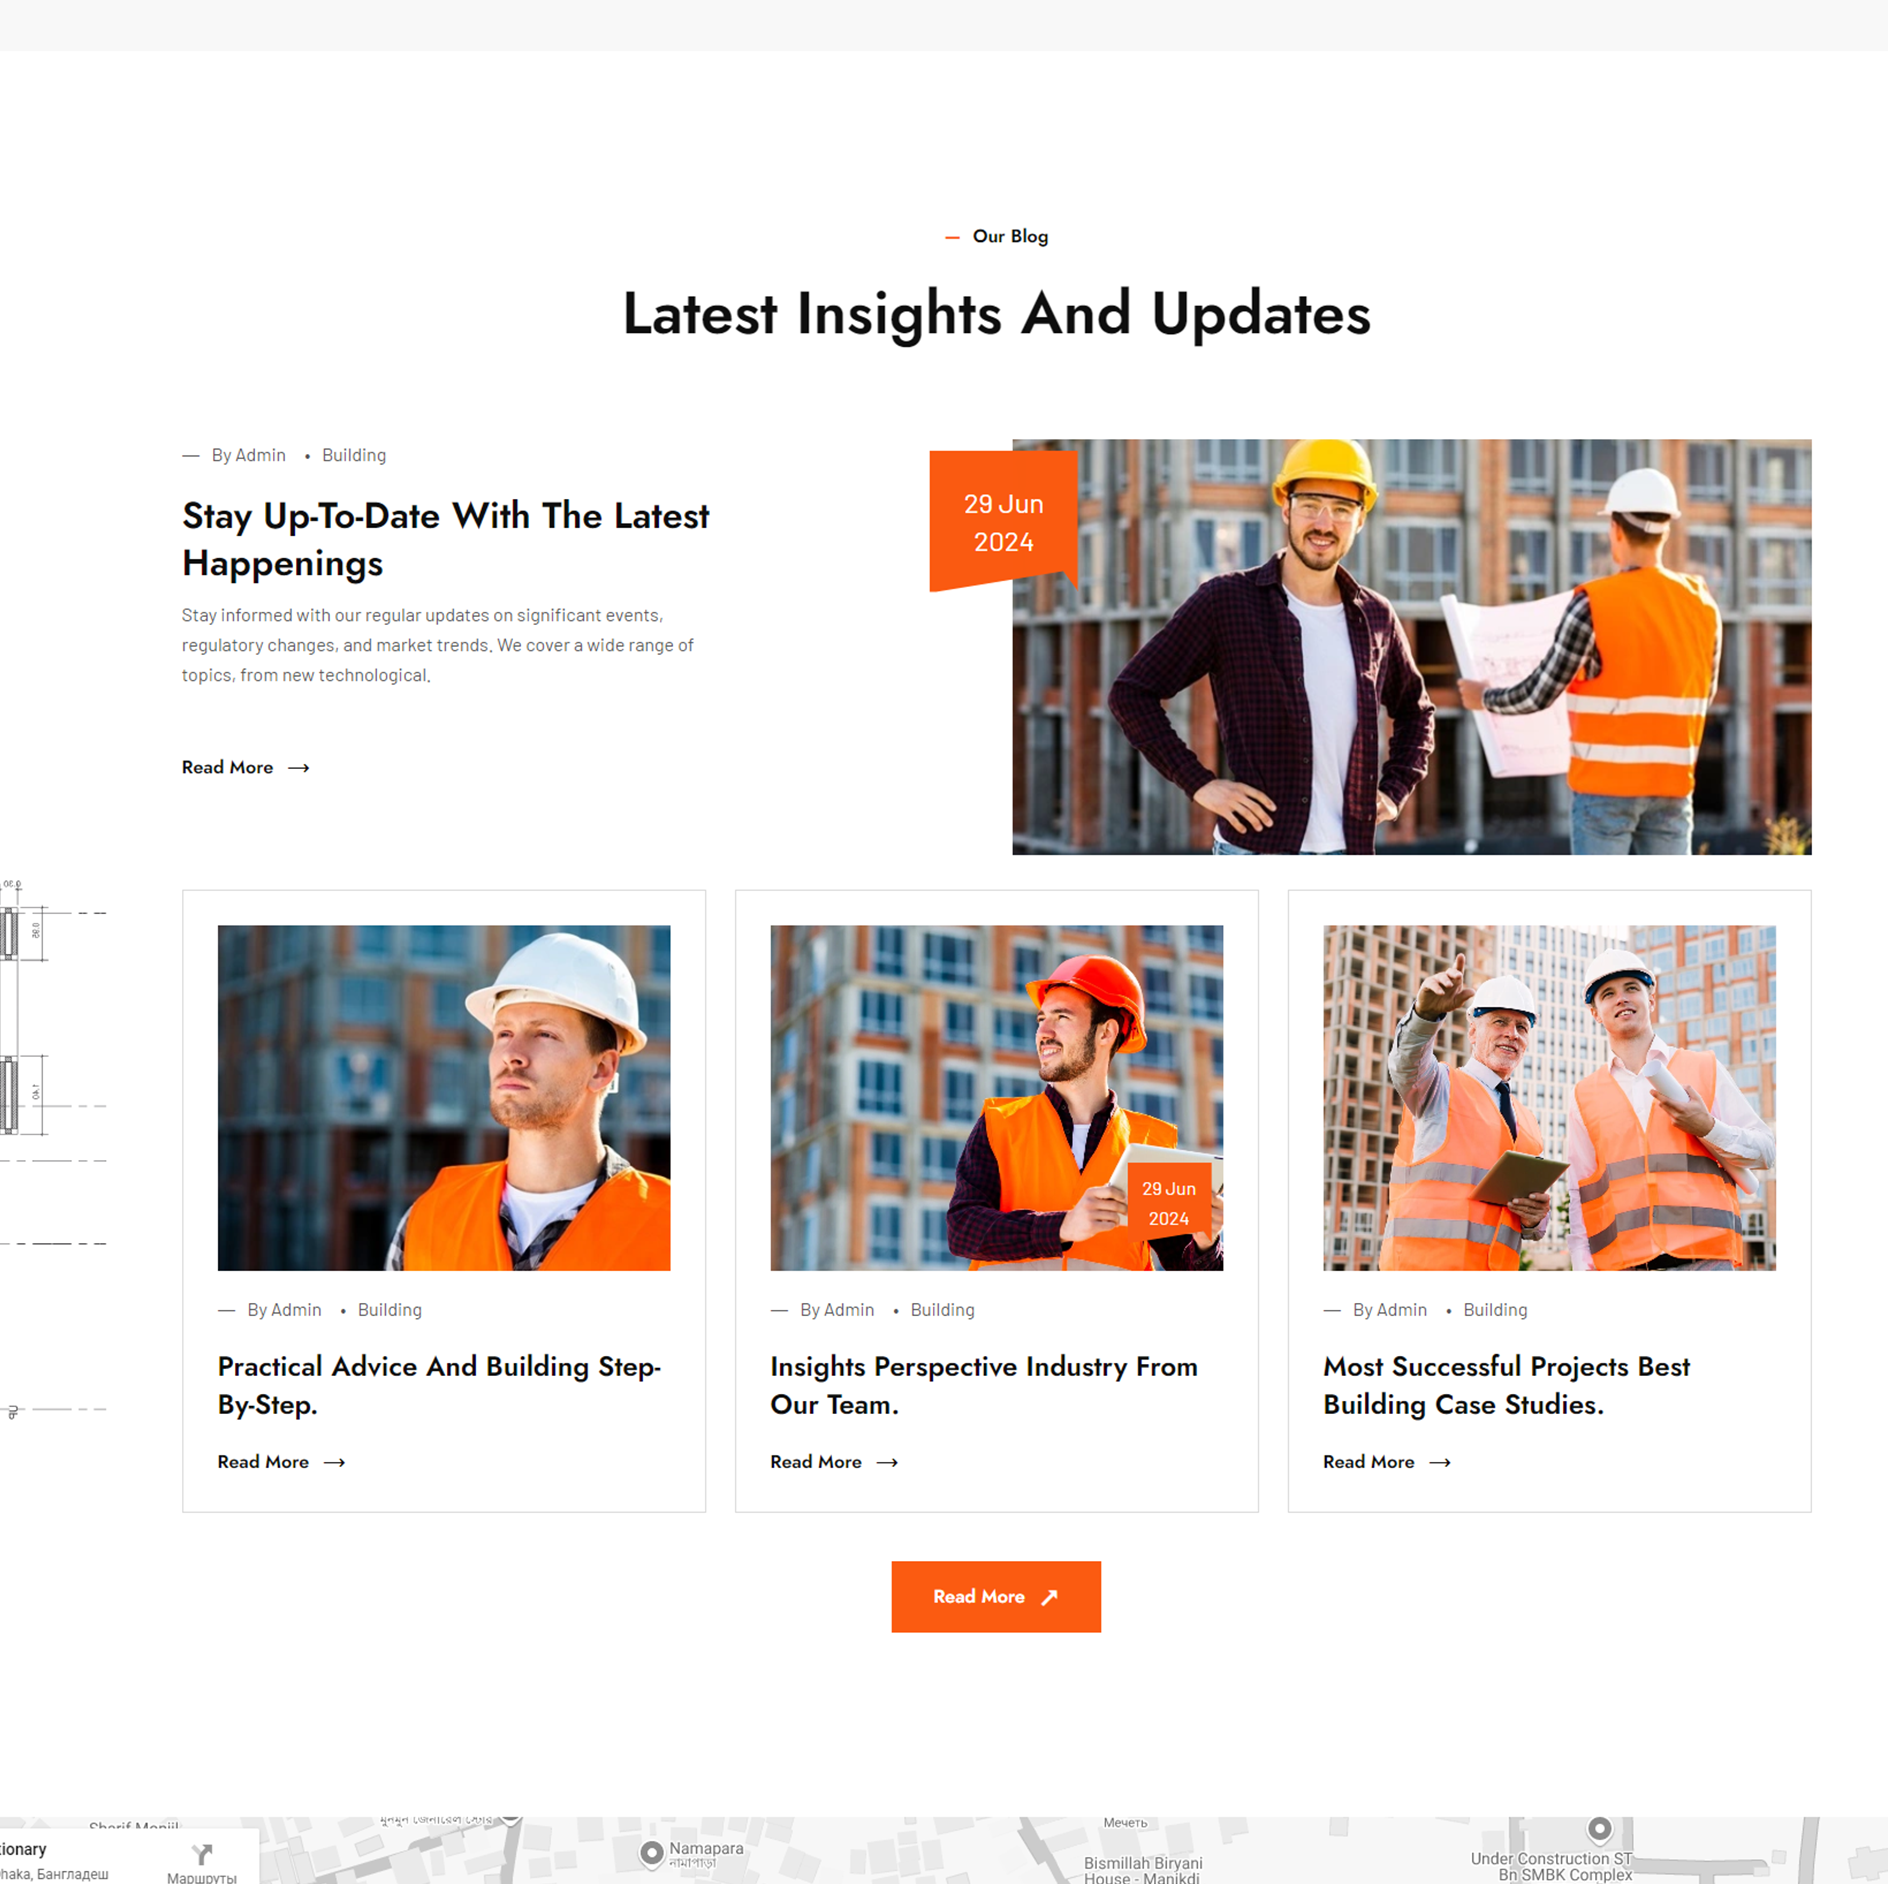 Our Blog
Latest Insights And Updates
— By Admin • Building
Stay Up-To-Date With The Latest
Happenings
Stay informed with our regular updates on significant events,
regulatory changes, and market trends. We cover a wide range of
topics, from new technological.
Read More →
29 Jun
2024
29 Jun
2024
— By Admin • Building
Practical Advice And Building Step-
By-Step.
Read More →
— By Admin • Building
Insights Perspective Industry From
Our Team.
Read More →
— By Admin • Building
Most Successful Projects Best
Building Case Studies.
Read More →
Read More
tionary
haka, Бангладеш
Маршруты
Namapara
নামাপাড়া
Мечеть
Bismillah Biryani
House - Manikdi
Under Construction ST
Bn SMBK Complex